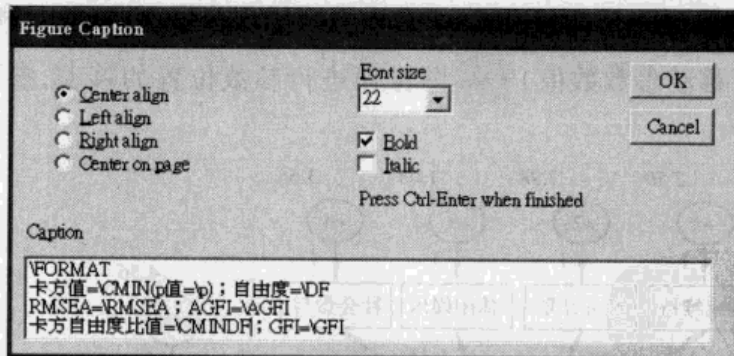 Figure Caption
Center align
Left align
Right align
Center on page
Font size
22
Bold
Italic
Press Ctrl-Enter when finished
OK
Cancel
Caption
\FORMAT
卡方值=\CMIN(p值=\p)；自由度=\DF
RMSEA=\RMSEA；AGFI=\AGFI
卡方自由度比值=\CMINDF；GFI=\GFI